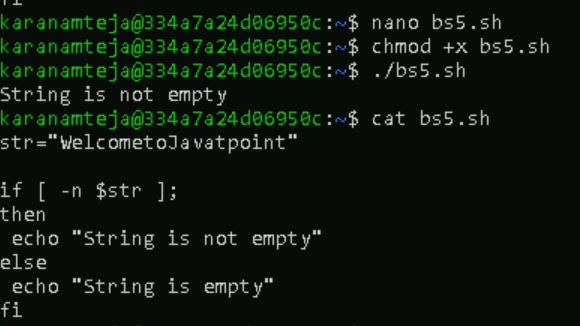 fi
karanamteja@334a7a24d06950c:~$ nano bs5.sh
karanamteja@334a7a24d06950c:~$ chmod +x bs5.sh
karanamteja@334a7a24d06950c:~$ ./bs5.sh
String is not empty
karanamteja@334a7a24d06950c:~$ cat bs5.sh
str="WelcometoJavatpoint"

if [ -n $str ];
then
 echo "String is not empty"
else
 echo "String is empty"
fi